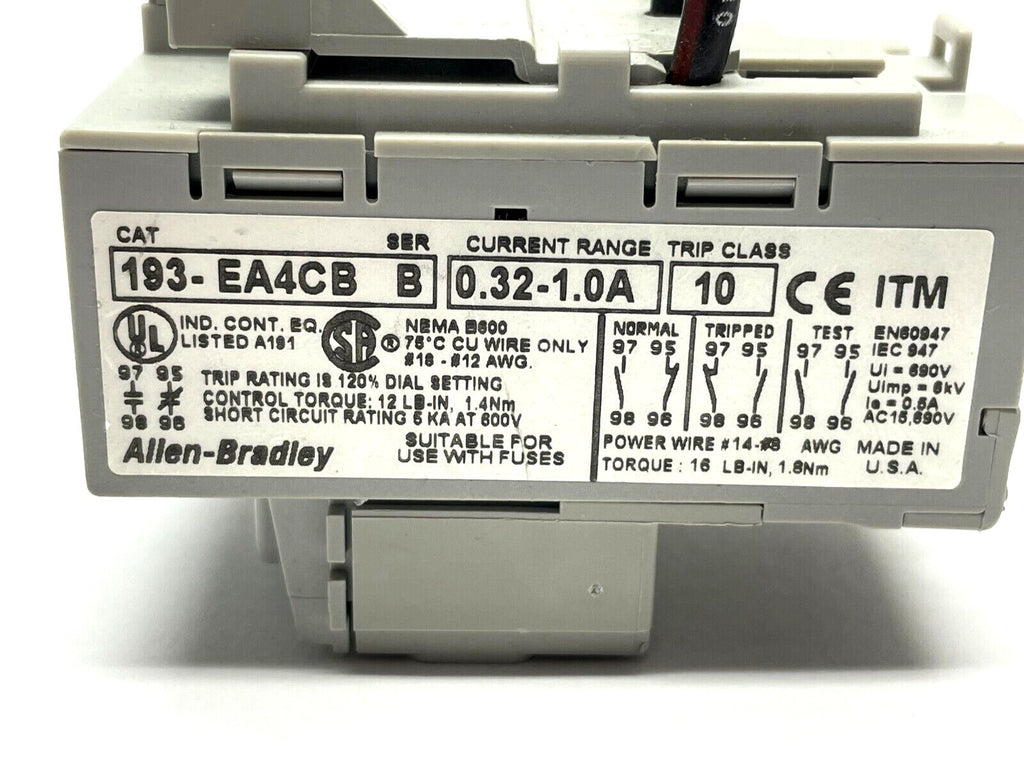 CAT SER CURRENT RANGE TRIP CLASS
193- EA4CB B 0.32-1.0A 10 CE ITM
UL IND. CONT. EQ.
LISTED A191
SA ® NEMA B600
75°C CU WIRE ONLY
#18 - #12 AWG.
97 95
98 96
TRIP RATING IS 120% DIAL SETTING
CONTROL TORQUE: 12 LB-IN, 1.4Nm
SHORT CIRCUIT RATING 5 KA AT 600V
Allen-Bradley
SUITABLE FOR
USE WITH FUSES
NORMAL TRIPPED TEST
97 95 97 95 97 95
98 96 98 96 98 96
EN60947
IEC 947
Ui = 690V
Uimp = 6kV
Ie = 0.5A
AC15,690V
POWER WIRE #14-#8 AWG MADE IN
TORQUE : 16 LB-IN, 1.8Nm U.S.A.